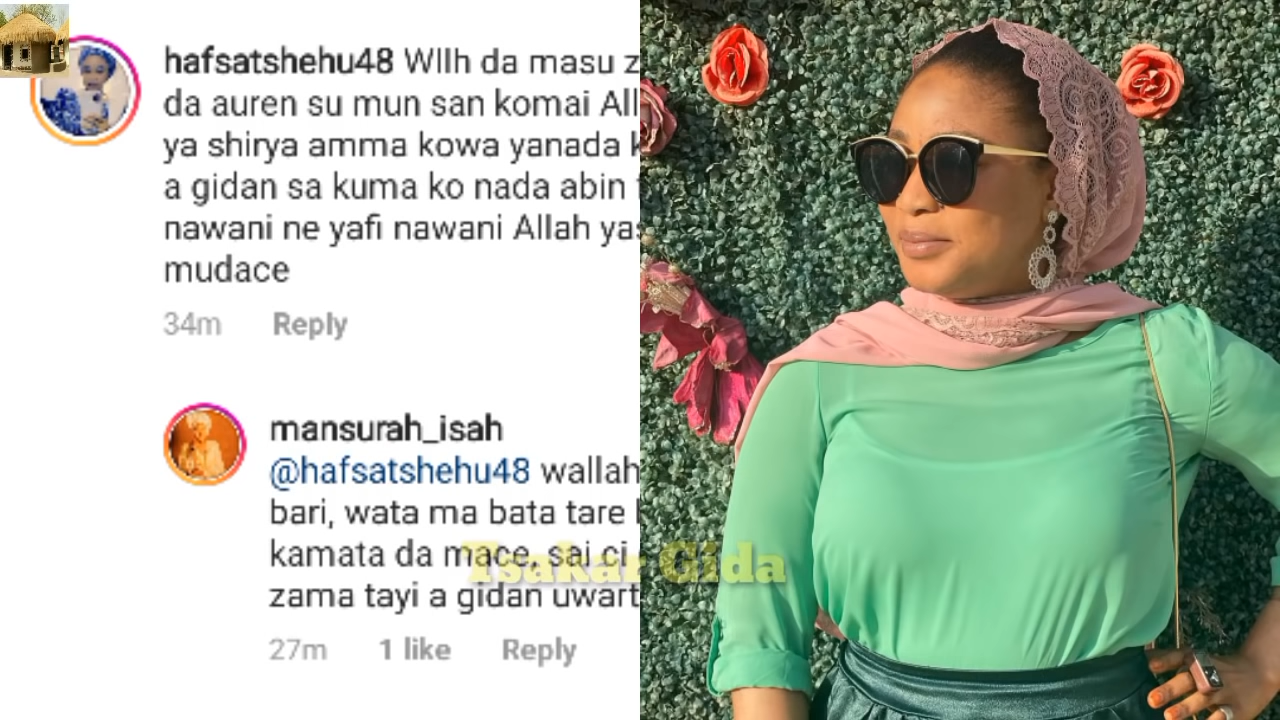 hafsatshehu48 Wllh da masu z
da auren su mun san komai All
ya shirya amma kowa yanada k
a gidan sa kuma ko nada abin
nawani ne yafi nawani Allah yas
mudace
34m Reply
mansurah_isah
@hafsatshehu48 wallah
bari, wata ma bata tare
kamata da mace, sai ci
zama tayi a gidan uwart
27m 1 like Reply
Tsakar Gida